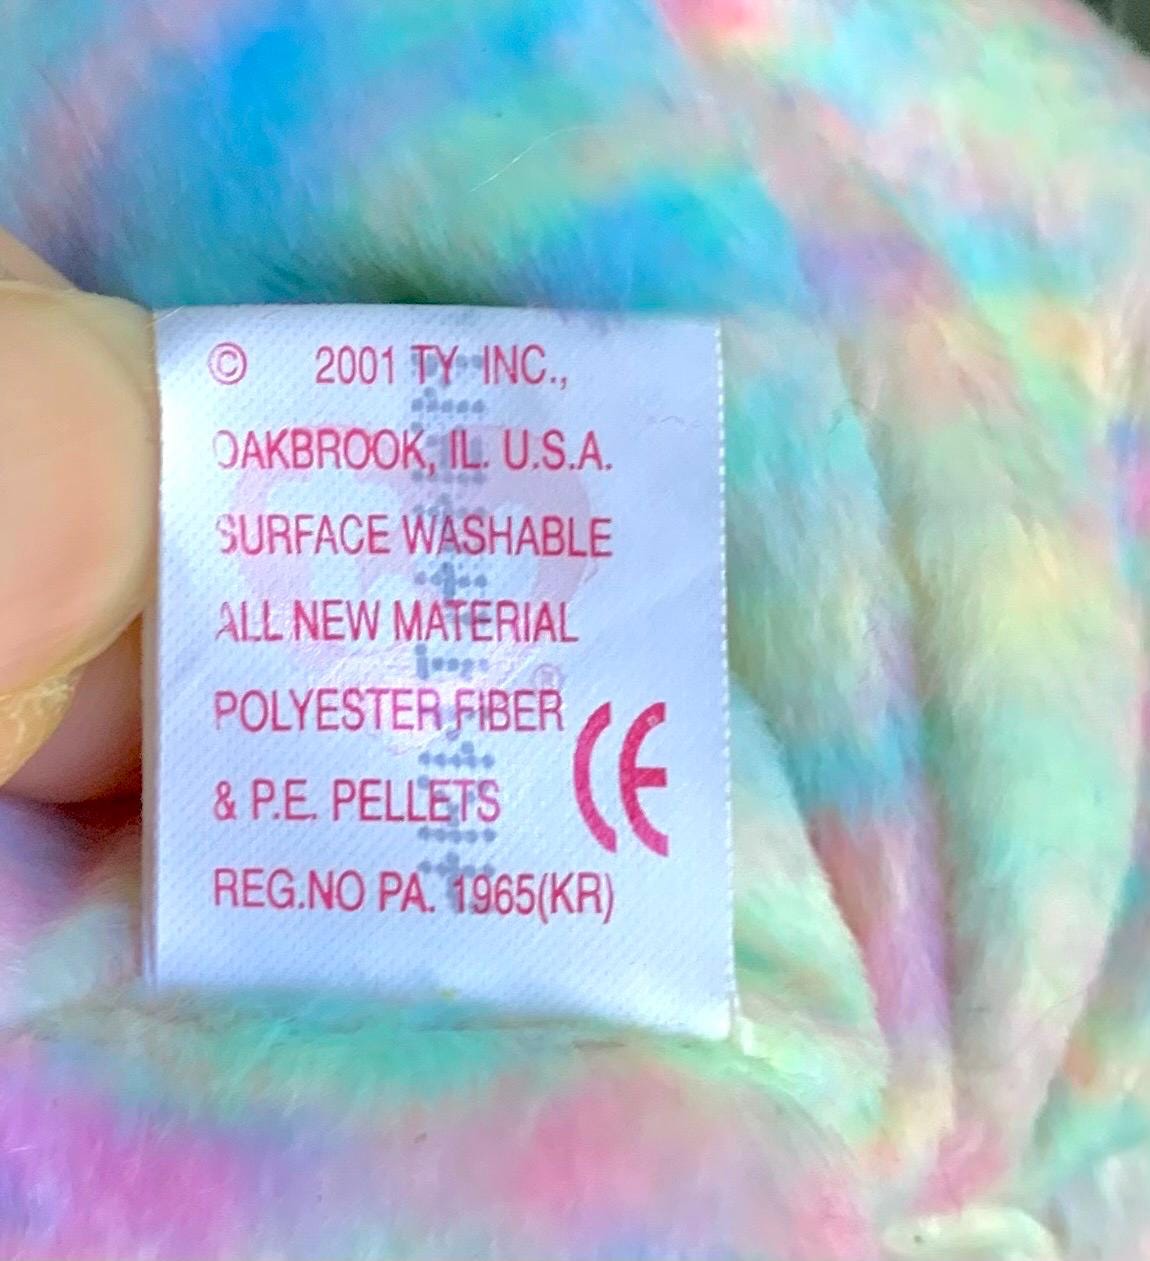 © 2001 TY INC.,
OAKBROOK, IL. U.S.A.
SURFACE WASHABLE
ALL NEW MATERIAL
POLYESTER FIBER
& P.E. PELLETS
REG.NO PA. 1965(KR)
CE
®